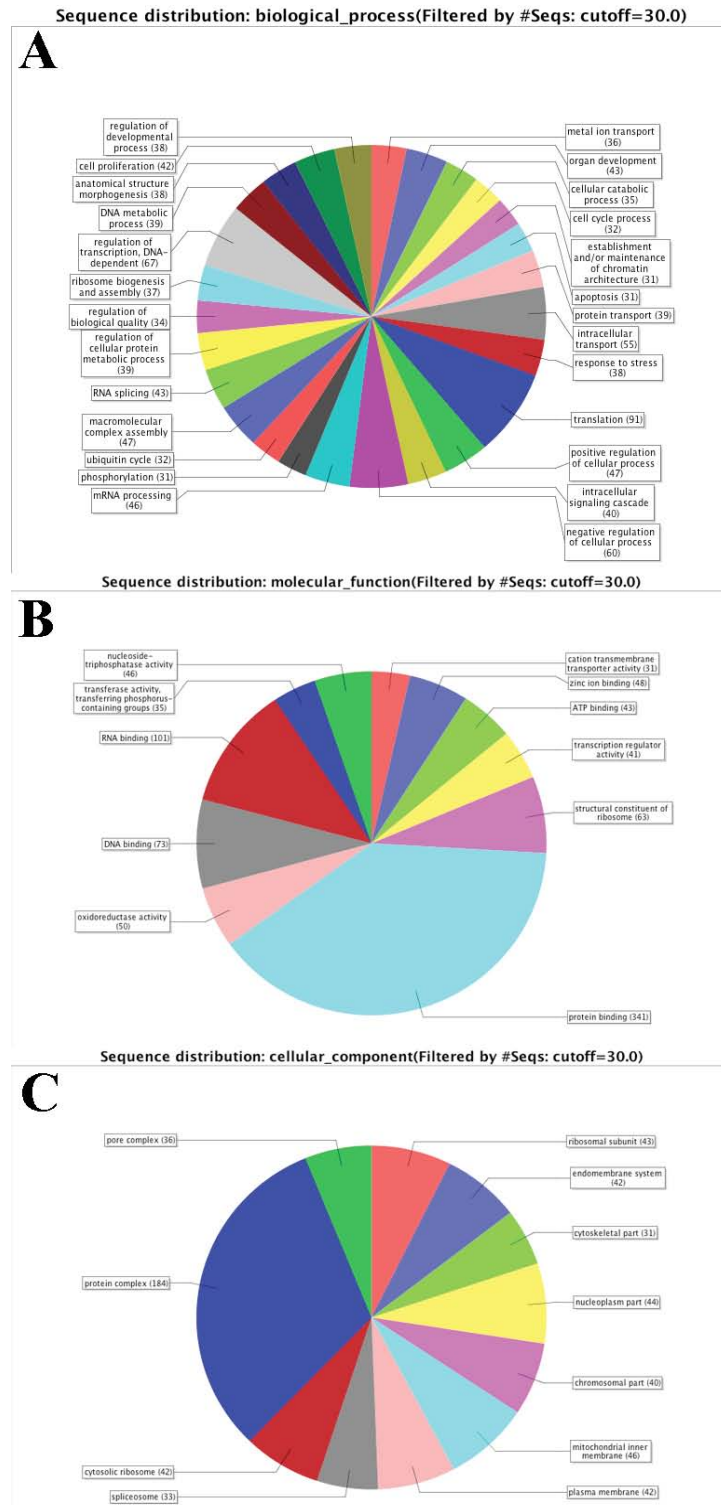 Sequence distribution: biological_process(Filtered by #Seqs: cutoff=30.0)
A
regulation of
developmental
process (38)
cell proliferation (42)
anatomical structure
morphogenesis (38)
DNA metabolic
process (39)
regulation of
transcription, DNA-
dependent (67)
ribosome biogenesis
and assembly (37)
regulation of
biological quality (34)
regulation of
cellular protein
metabolic process
(39)
RNA splicing (43)
macromolecular
complex assembly
(47)
ubiquitin cycle (32)
phosphorylation (31)
mRNA processing
(46)
metal ion transport
(36)
organ development
(43)
cellular catabolic
process (35)
cell cycle process
(32)
establishment
and/or maintenance
of chromatin
architecture (31)
apoptosis (31)
protein transport (39)
intracellular
transport (55)
response to stress
(38)
translation (91)
positive regulation
of cellular process
(47)
intracellular
signaling cascade
(40)
negative regulation
of cellular process
(60)
Sequence distribution: molecular_function(Filtered by #Seqs: cutoff=30.0)
B
nucleoside-
triphosphatase activity
(46)
transferase activity,
transferring phosphorus-
containing groups (35)
RNA binding (101)
DNA binding (73)
oxidoreductase activity
(50)
cation transmembrane
transporter activity (31)
zinc ion binding (48)
ATP binding (43)
transcription regulator
activity (41)
structural constituent of
ribosome (63)
protein binding (341)
Sequence distribution: cellular_component(Filtered by #Seqs: cutoff=30.0)
C
pore complex (36)
protein complex (184)
cytosolic ribosome (42)
spliceosome (33)
ribosomal subunit (43)
endomembrane system
(42)
cytoskeletal part (31)
nucleoplasm part (44)
chromosomal part (40)
mitochondrial inner
membrane (46)
plasma membrane (42)